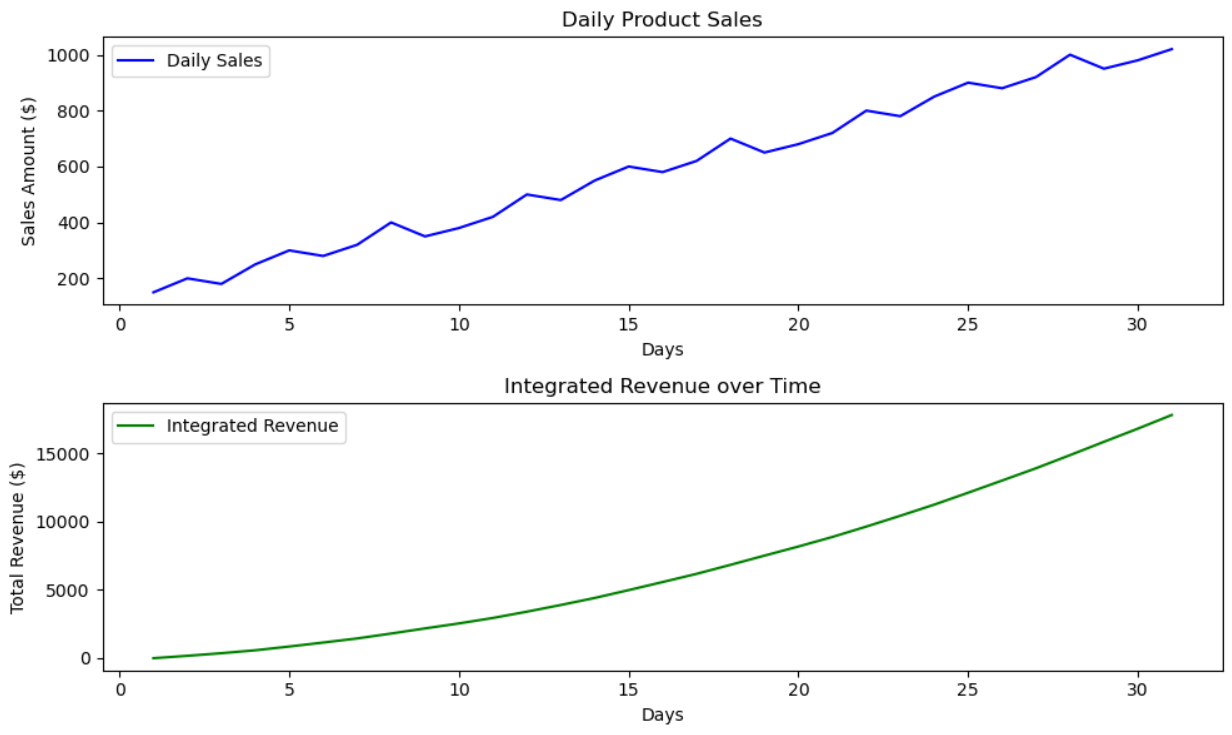 Daily Product Sales
Daily Sales
Sales Amount ($)
1000
800
600
400
200
0 5 10 15 20 25 30
Days
Integrated Revenue over Time
Integrated Revenue
Total Revenue ($)
15000
10000
5000
0
0 5 10 15 20 25 30
Days